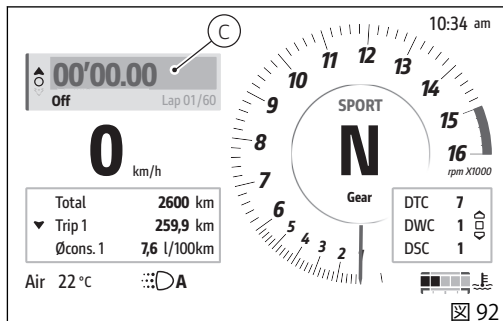 C
10:34 am
00'00.00
Off Lap 01/60
0 km/h
Total 2600 km
Trip 1 259,9 km
Øcons. 1 7,6 l/100km
Air 22 °C
A
2 3 4 5 6 7 8 9 10 11 12 13 14 15 16
rpm X1000
SPORT
N
Gear
DTC 7
DWC 1
DSC 1
図 92